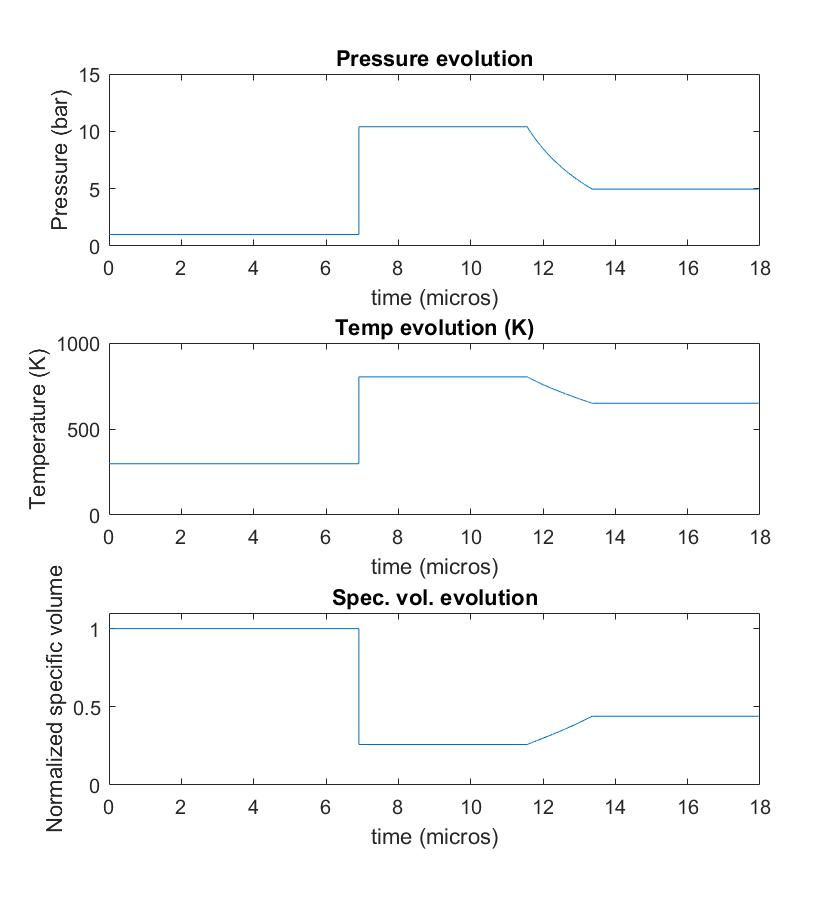 Pressure evolution
15
10
5
0
Pressure (bar)
0 2 4 6 8 10 12 14 16 18
time (micros)
Temp evolution (K)
1000
500
0
Temperature (K)
0 2 4 6 8 10 12 14 16 18
time (micros)
Spec. vol. evolution
1
0.5
0
Normalized specific volume
0 2 4 6 8 10 12 14 16 18
time (micros)